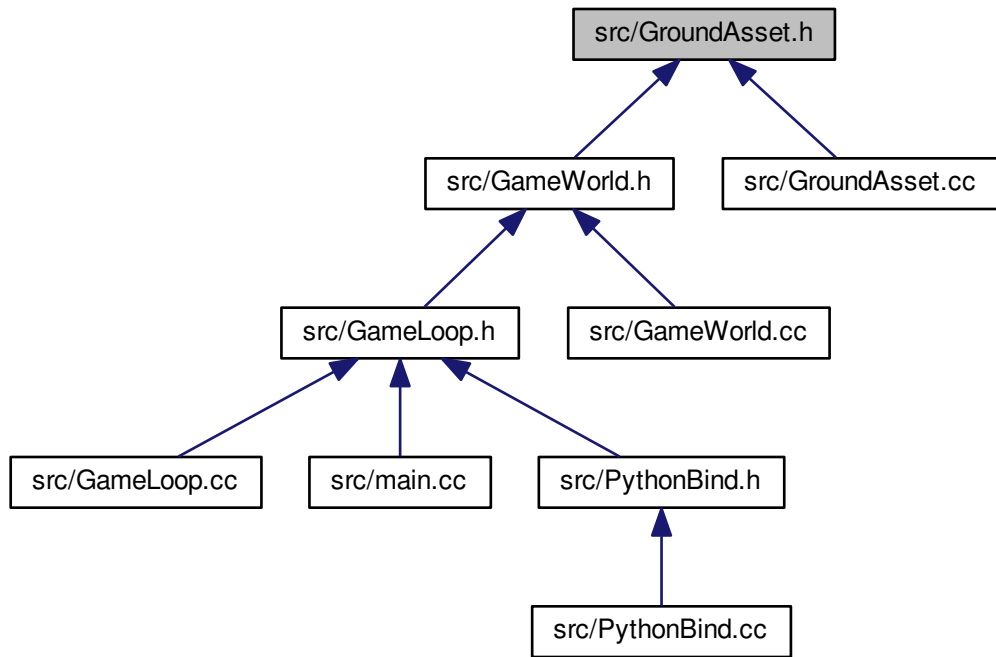 src/GroundAsset.h
src/GameWorld.h
src/GroundAsset.cc
src/GameLoop.h
src/GameWorld.cc
src/GameLoop.cc
src/main.cc
src/PythonBind.h
src/PythonBind.cc